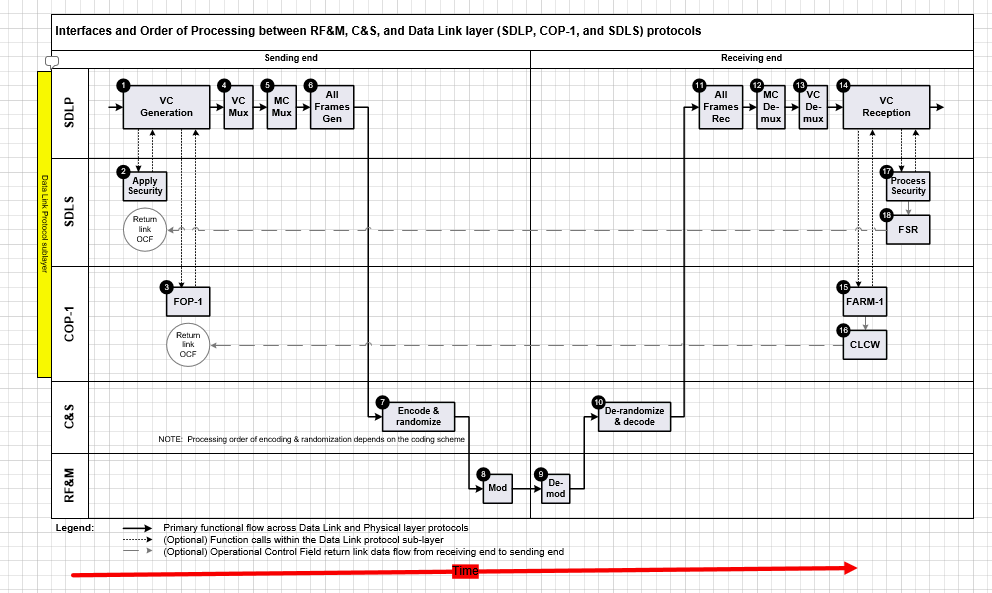 Interfaces and Order of Processing between RF&M, C&S, and Data Link layer (SDLP, COP-1, and SDLS) protocols
Sending end
Receiving end
Data Link Protocol sublayer
SDLP
1
VC
Generation
4
VC
Mux
5
MC
Mux
6
All
Frames
Gen
11
All
Frames
Rec
12
MC
De-
mux
13
VC
De-
mux
14
VC
Reception
SDLS
2
Apply
Security
Return
link
OCF
17
Process
Security
18
FSR
COP-1
3
FOP-1
Return
link
OCF
15
FARM-1
16
CLCW
C&S
7
Encode &
randomize
NOTE: Processing order of encoding & randomization depends on the coding scheme
10
De-randomize
& decode
RF&M
8
Mod
9
De-
mod
Legend:
Primary functional flow across Data Link and Physical layer protocols
(Optional) Function calls within the Data Link protocol sub-layer
(Optional) Operational Control Field return link data flow from receiving end to sending end
Time